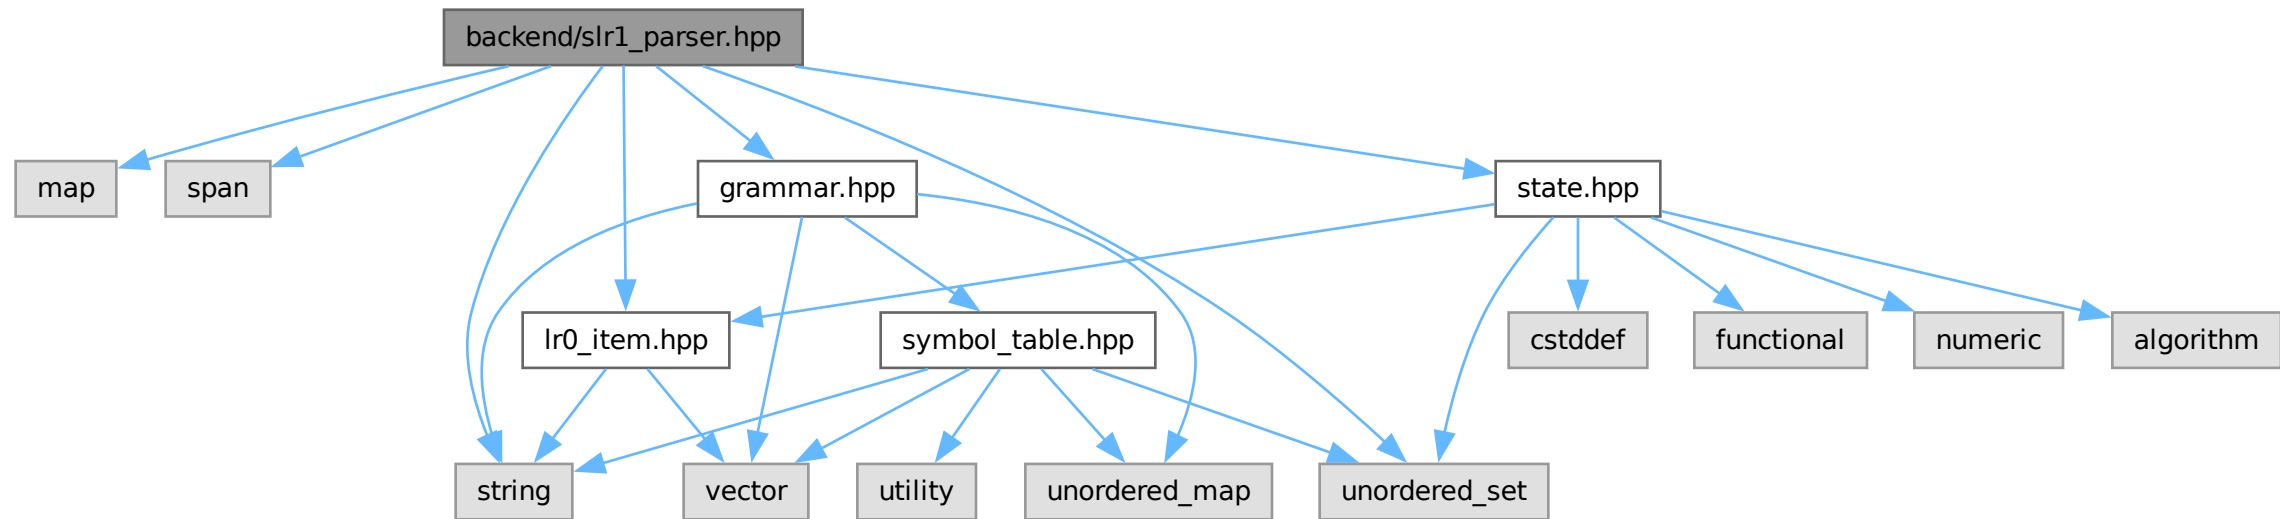 backend/slr1_parser.hpp
map
span
grammar.hpp
state.hpp
lr0_item.hpp
symbol_table.hpp
cstddef
functional
numeric
algorithm
string
vector
utility
unordered_map
unordered_set